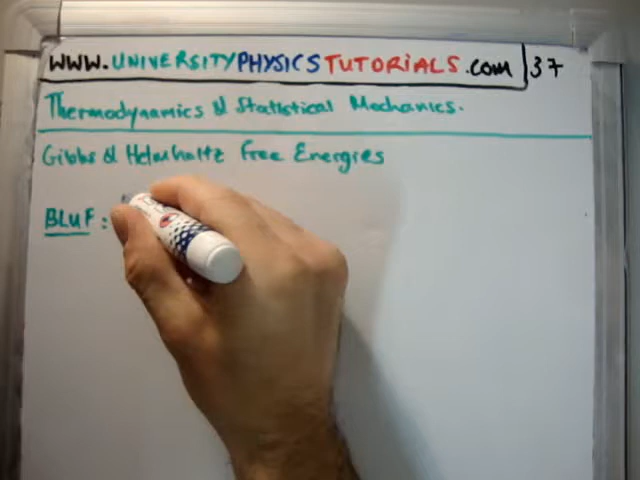 WWW.UNIVERSITYPHYSICSTUTORIALS.com 37
Thermodynamics & Statistical Mechanics.
Gibbs & Helmholtz Free Energies
BLUF: